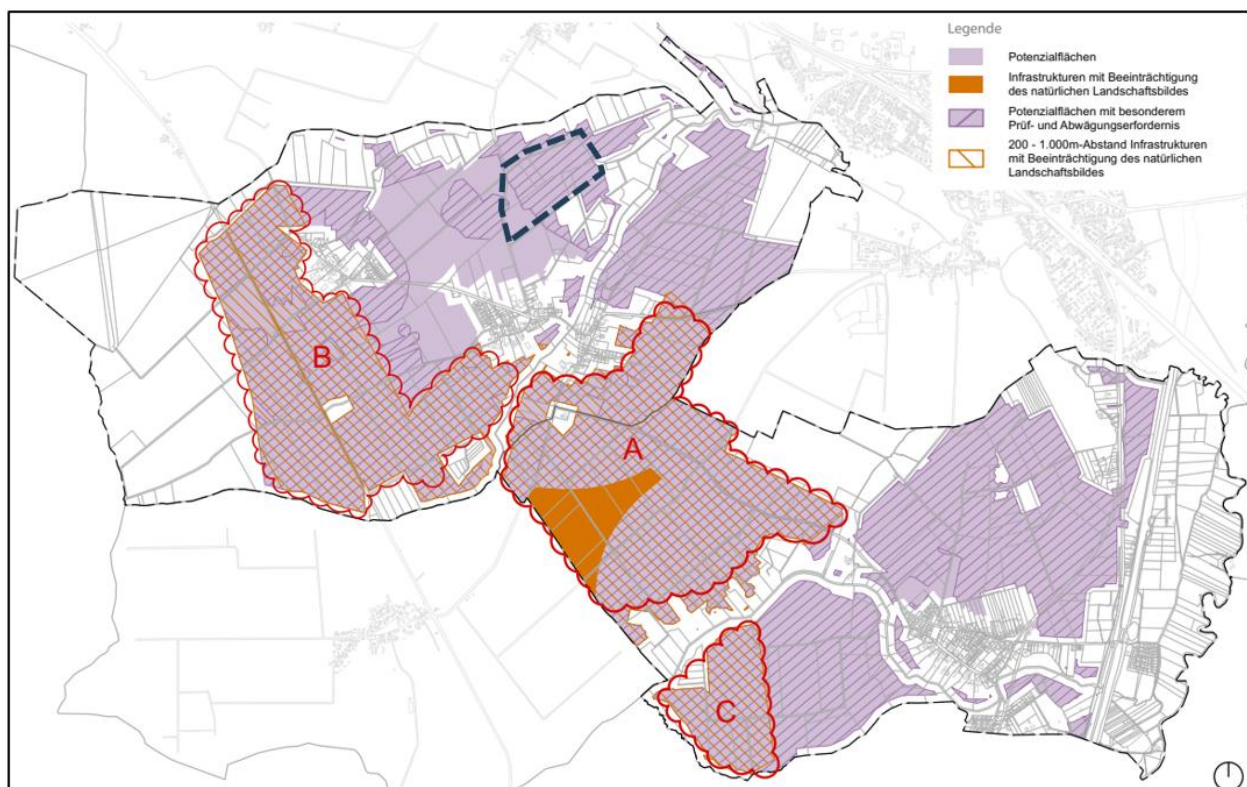 Legende
Potenzialflächen
Infrastrukturen mit Beeinträchtigung
des natürlichen Landschaftsbildes
Potenzialflächen mit besonderem
Prüf- und Abwägungserfordernis
200 - 1.000m-Abstand Infrastrukturen
mit Beeinträchtigung des natürlichen
Landschaftsbildes
B
A
C